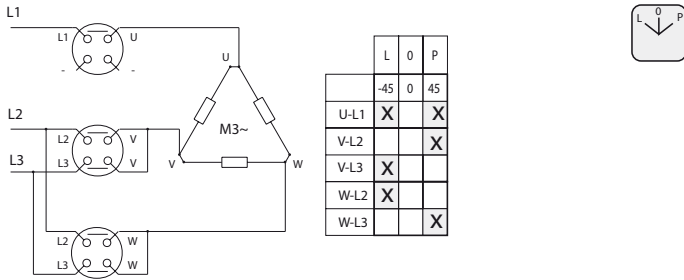 L1
L1 U
- -
U
M3~
V W
L2
L2 V
L3 V
L3
L2 W
L3 W
L 0 P
-45 0 45
U-L1 X X
V-L2 X
V-L3 X
W-L2 X
W-L3 X
L 0 P